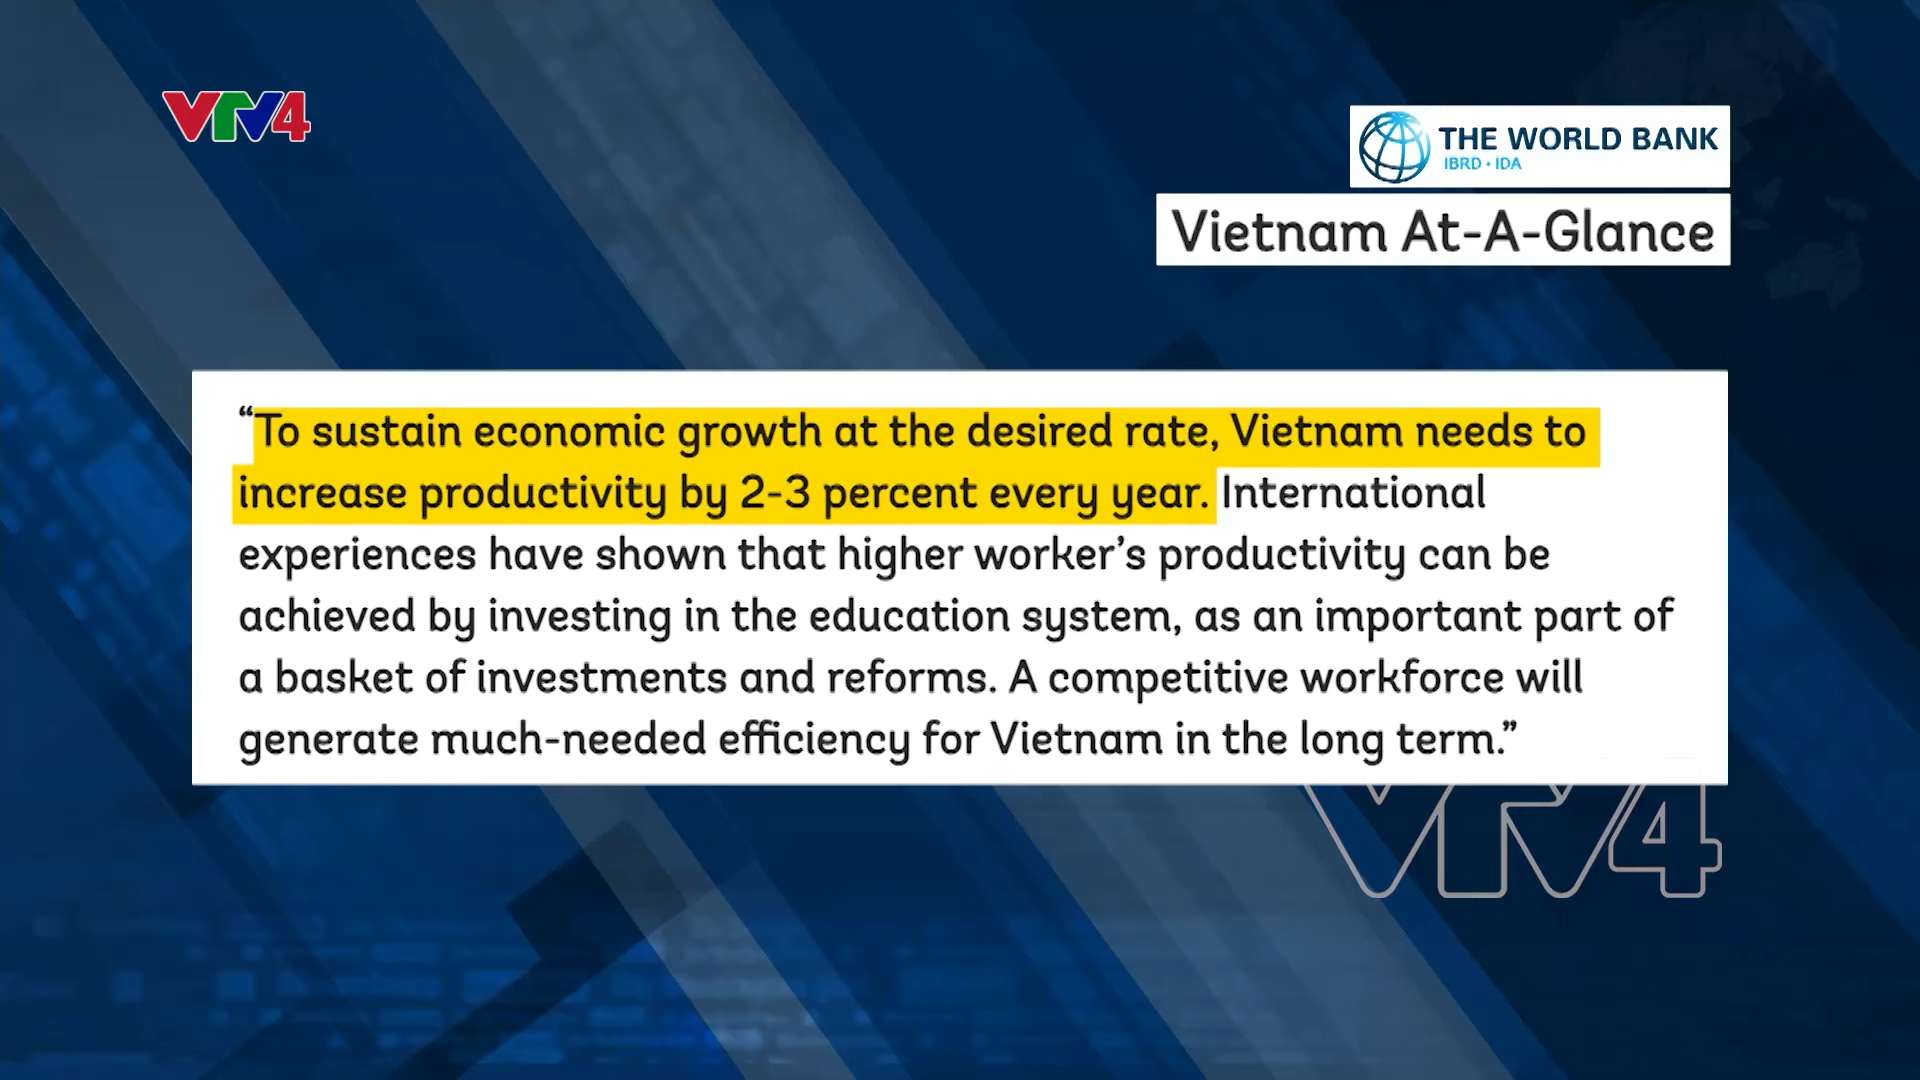 VTV4
THE WORLD BANK
IBRD • IDA
Vietnam At-A-Glance
“To sustain economic growth at the desired rate, Vietnam needs to
increase productivity by 2-3 percent every year. International
experiences have shown that higher worker’s productivity can be
achieved by investing in the education system, as an important part of
a basket of investments and reforms. A competitive workforce will
generate much-needed efficiency for Vietnam in the long term.”
VTV4